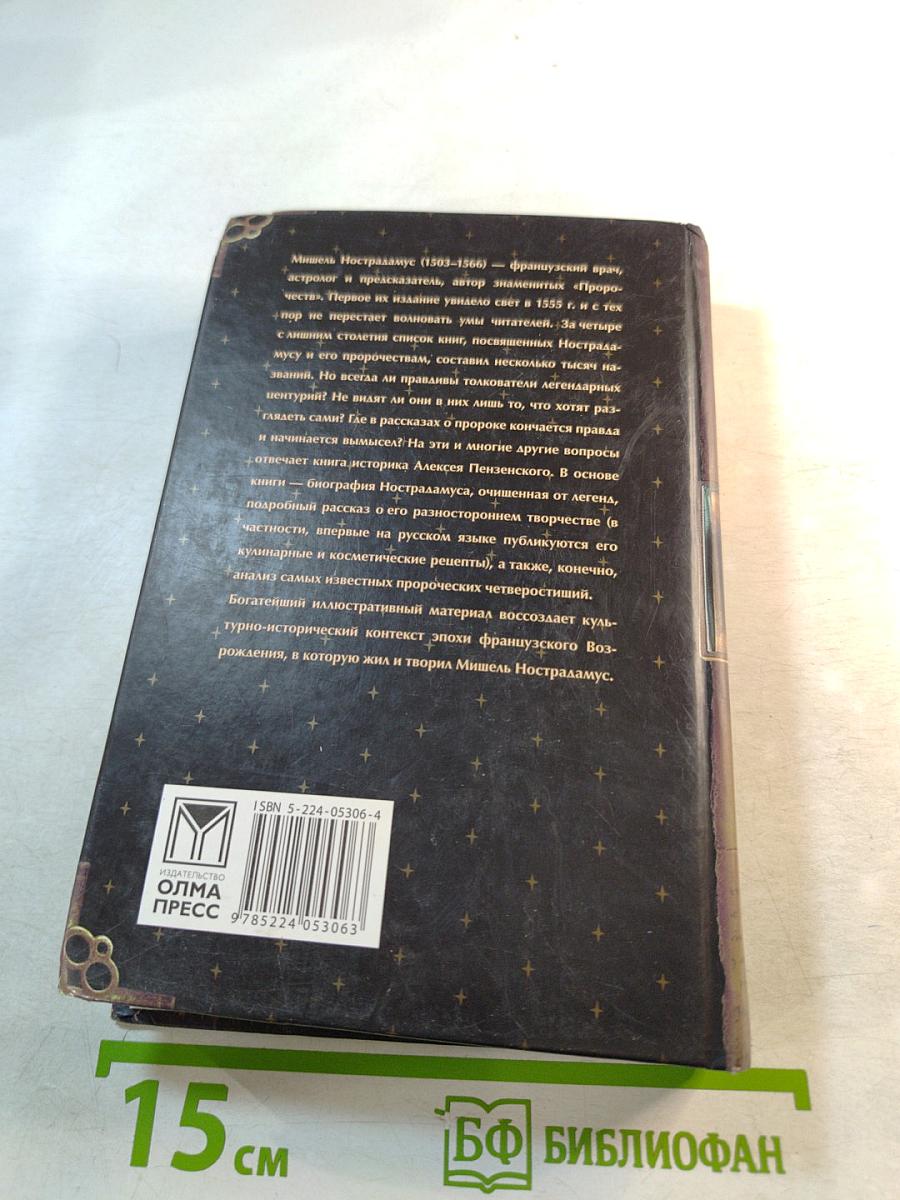 Мишель Нострадамус (1503–1566) — французский врач,
астролог и предсказатель, автор знаменитых «Проро-
честв». Первое их издание увидело свет в 1555 г. и с тех
пор не перестает волновать умы читателей. За четыре
с лишним столетия список книг, посвященных Нострада-
мусу и его пророчествам, составил несколько тысяч на-
званий. Но всегда ли правдивы толкователи легендарных
центурий? Не видят ли они в них лишь то, что хотят раз-
глядеть сами? Где в рассказах о пророке кончается правда
и начинается вымысел? На эти и многие другие вопросы
отвечает книга историка Алексея Пензенского. В основе
книги — биография Нострадамуса, очишенная от легенд,
подробный рассказ о его разностороннем творчестве (в
частности, впервые на русском языке публикуются его
кулинарные и косметические рецепты), а также, конечно,
анализ самых известных пророческих четверостиший.
Богатейший иллюстративный материал воссоздает куль-
турно-исторический контекст эпохи французского Воз-
рождения, в которую жил и творил Мишель Нострадамус.
ISBN 5-224-05306-4
ИЗДАТЕЛЬСТВО
ОЛМА
ПРЕСС
9785224 053063
15 см
БФ БИБЛИОФАН